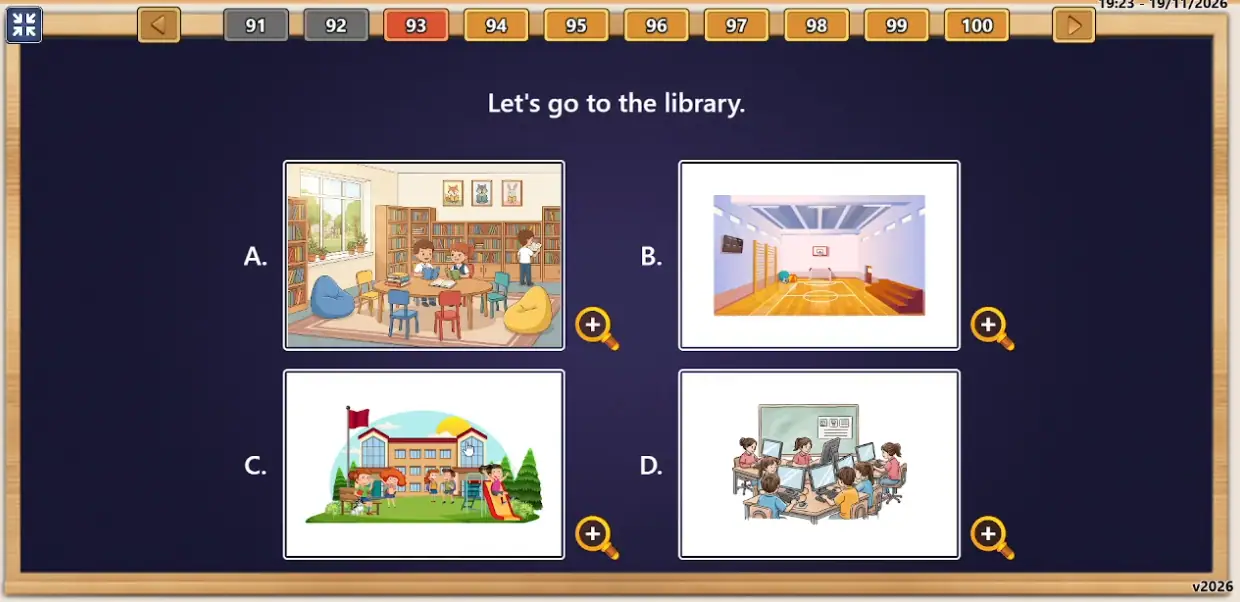 19:23 - 19/11/2026
91 92 93 94 95 96 97 98 99 100
Let's go to the library.
A.
B.
C.
D.
v2026